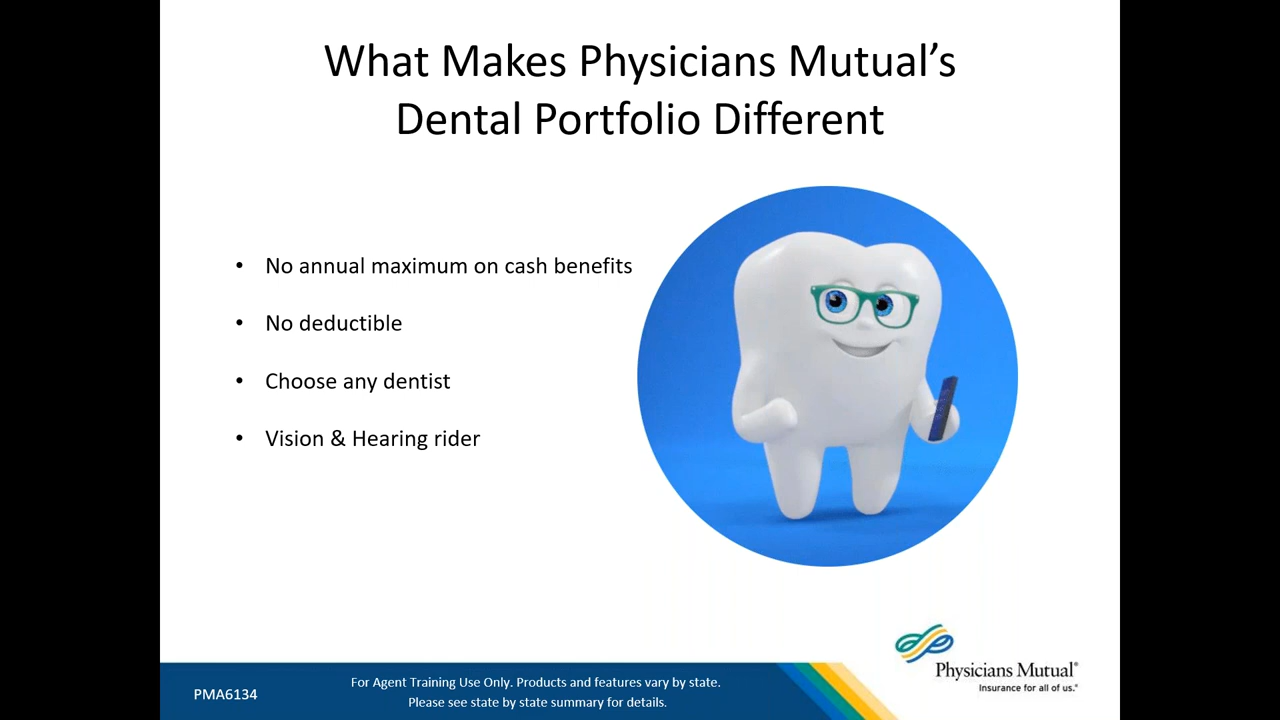 What Makes Physicians Mutual’s
Dental Portfolio Different
• No annual maximum on cash benefits
• No deductible
• Choose any dentist
• Vision & Hearing rider
Physicians Mutual®
Insurance for all of us.®
PMA6134
For Agent Training Use Only. Products and features vary by state.
Please see state by state summary for details.